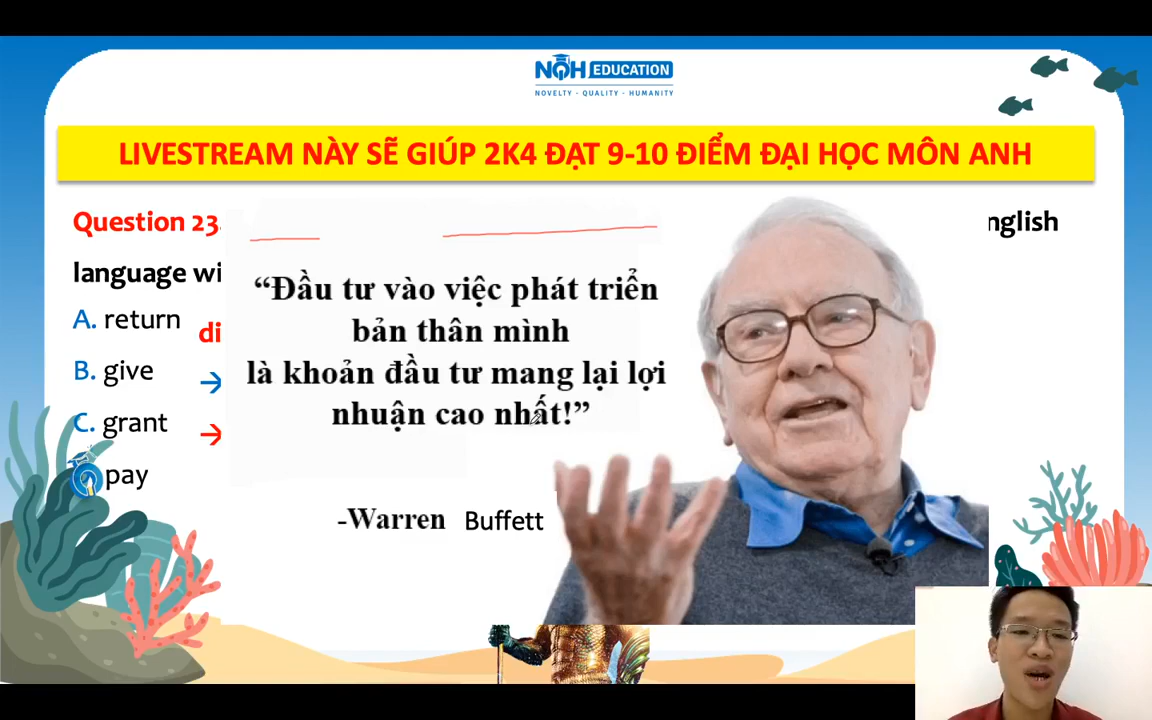 NQH EDUCATION
NOVELTY - QUALITY - HUMANITY
LIVESTREAM NÀY SẼ GIÚP 2K4 ĐẠT 9-10 ĐIỂM ĐẠI HỌC MÔN ANH
Question 23. nglish
language wi
A. return
di
B. give
→
C. grant
→
pay
“Đầu tư vào việc phát triển
bản thân mình
là khoản đầu tư mang lại lợi
nhuận cao nhất!”
-Warren Buffett